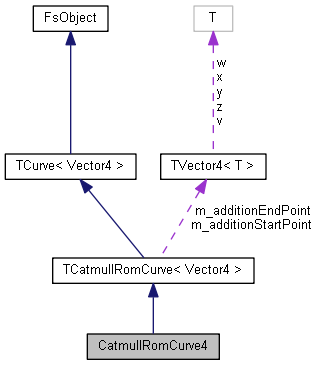 FsObject
T
w
x
y
z
v
TCurve< Vector4 >
TVector4< T >
m_additionEndPoint
m_additionStartPoint
TCatmullRomCurve< Vector4 >
CatmullRomCurve4